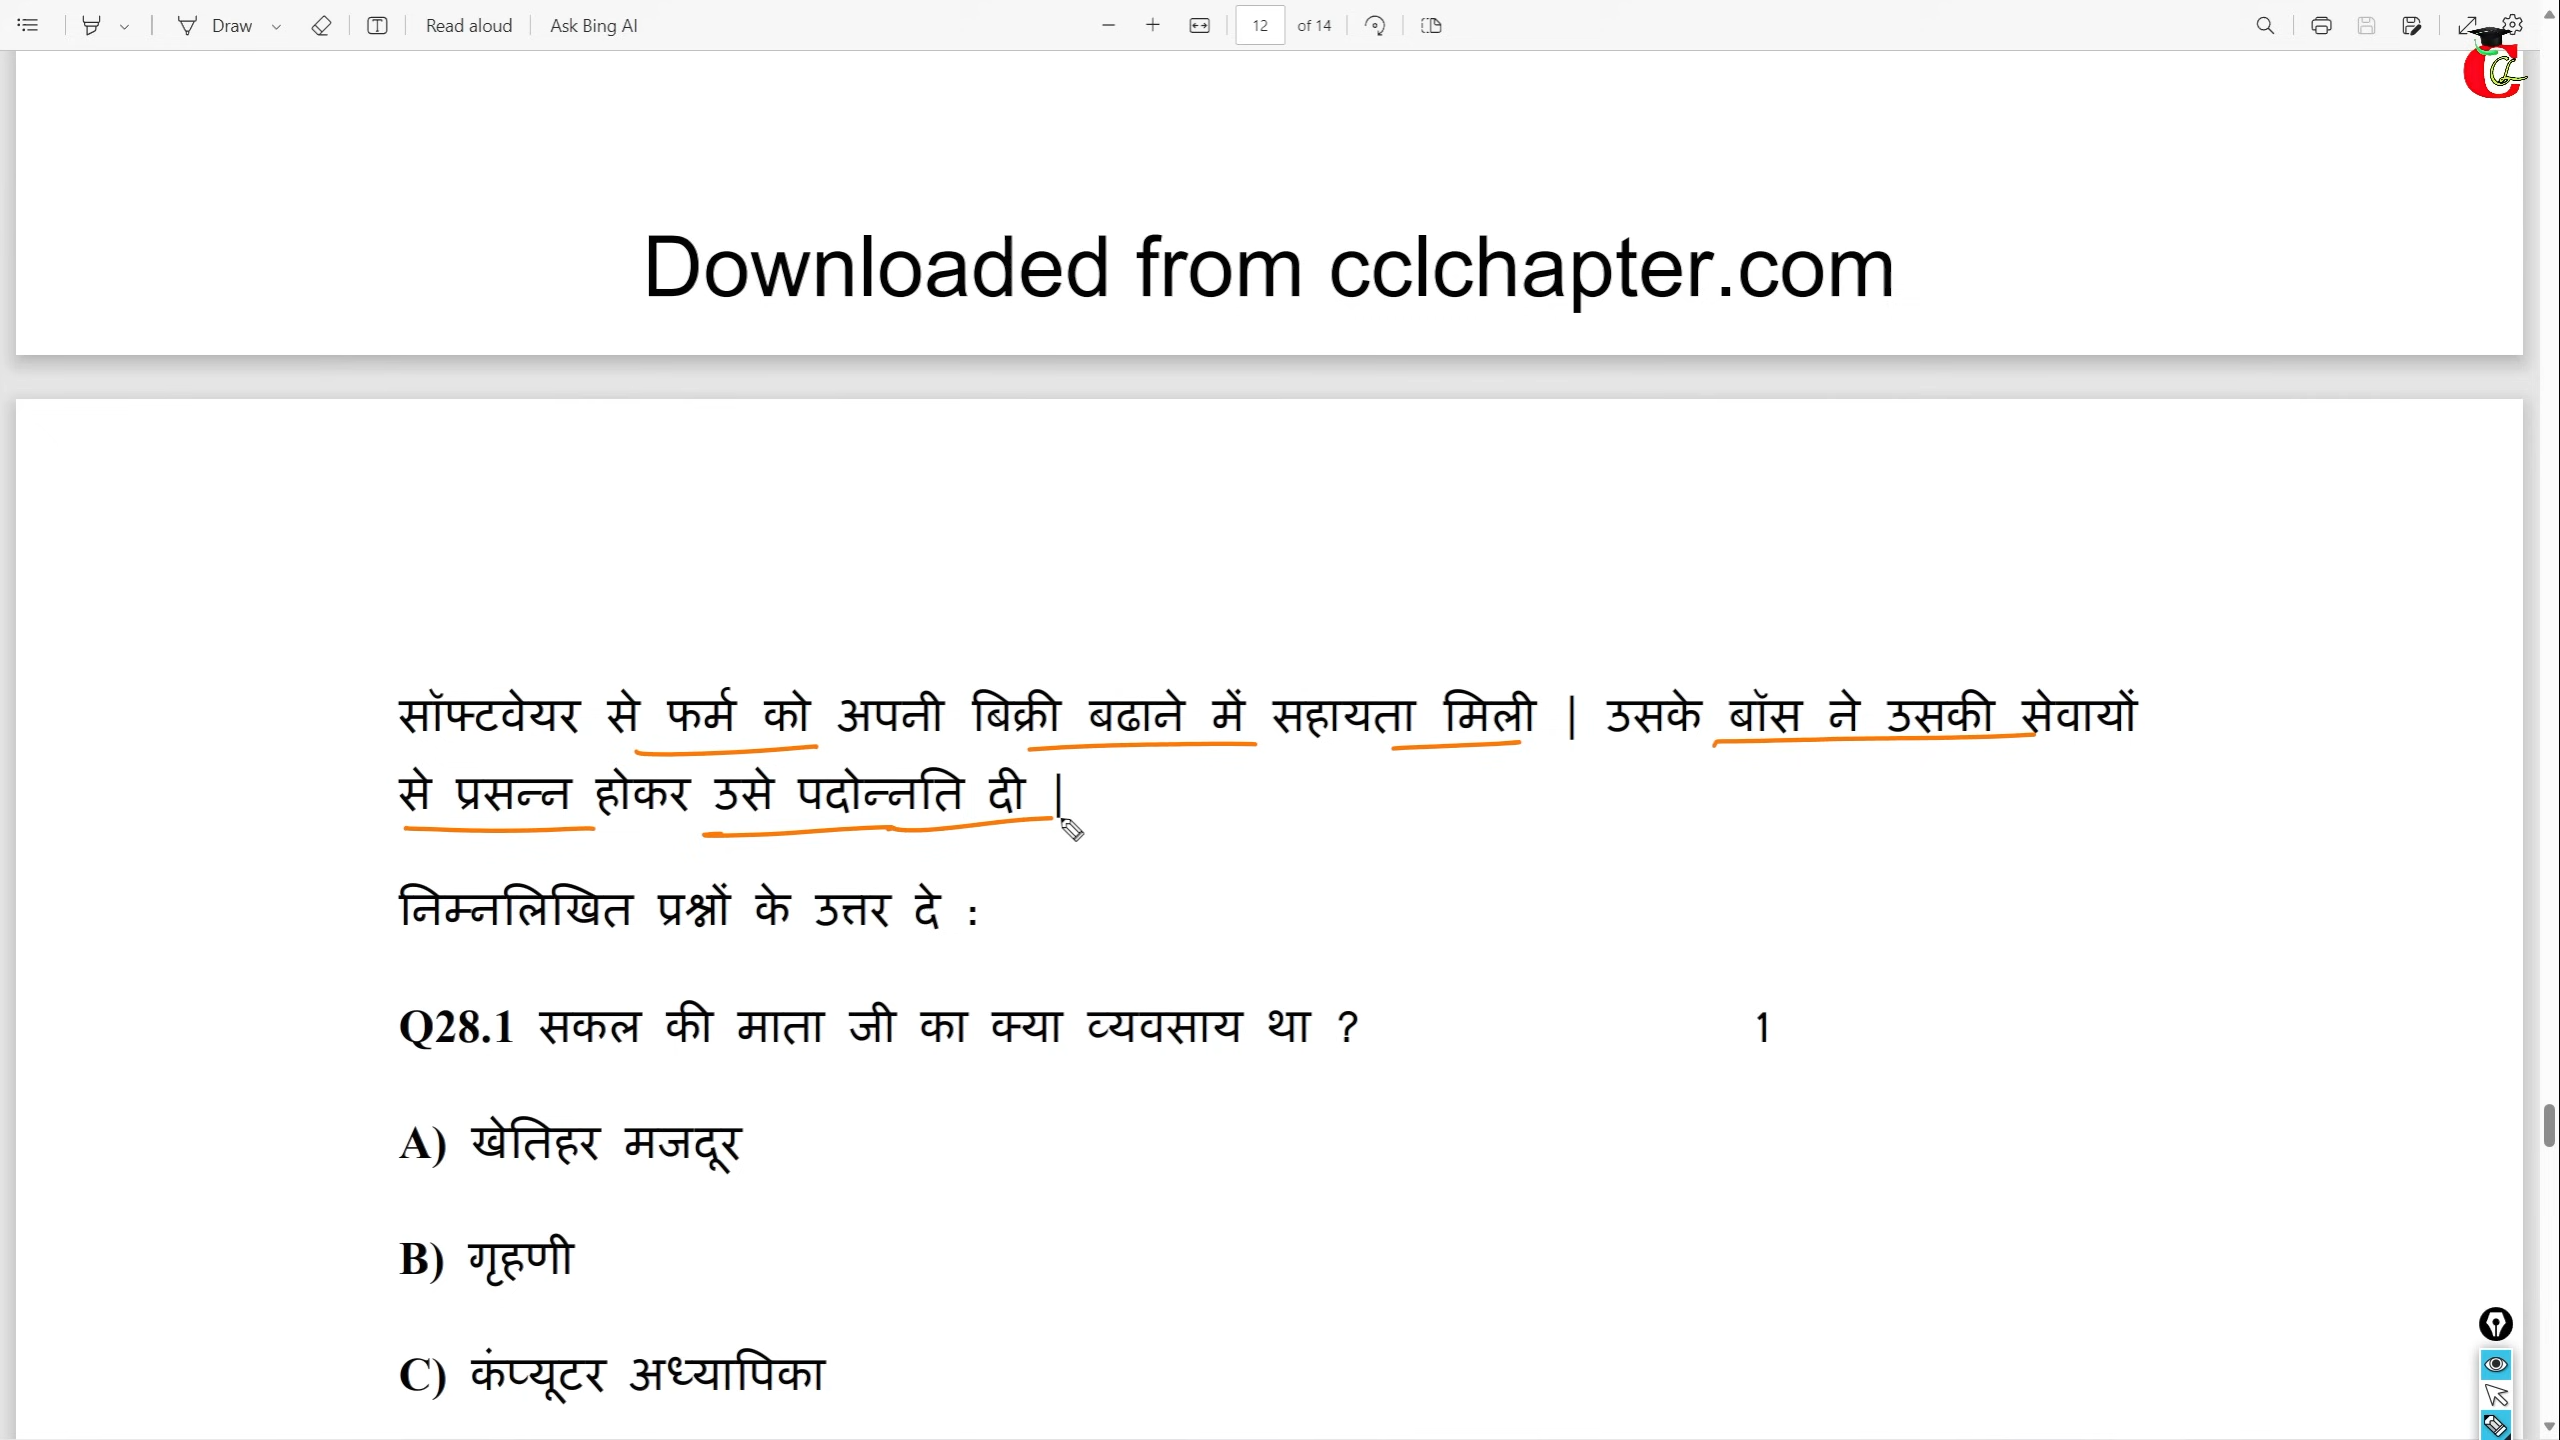 Draw
Read aloud
Ask Bing AI
12
of 14
Downloaded from cclchapter.com
सॉफ्टवेयर से फर्म को अपनी बिक्री बढाने में सहायता मिली | उसके बॉस ने उसकी सेवायों
से प्रसन्न होकर उसे पदोन्नति दी |
निम्नलिखित प्रश्नों के उत्तर दे :
Q28.1 सकल की माता जी का क्या व्यवसाय था ? 1
A) खेतिहर मजदूर
B) गृहणी
C) कंप्यूटर अध्यापिका